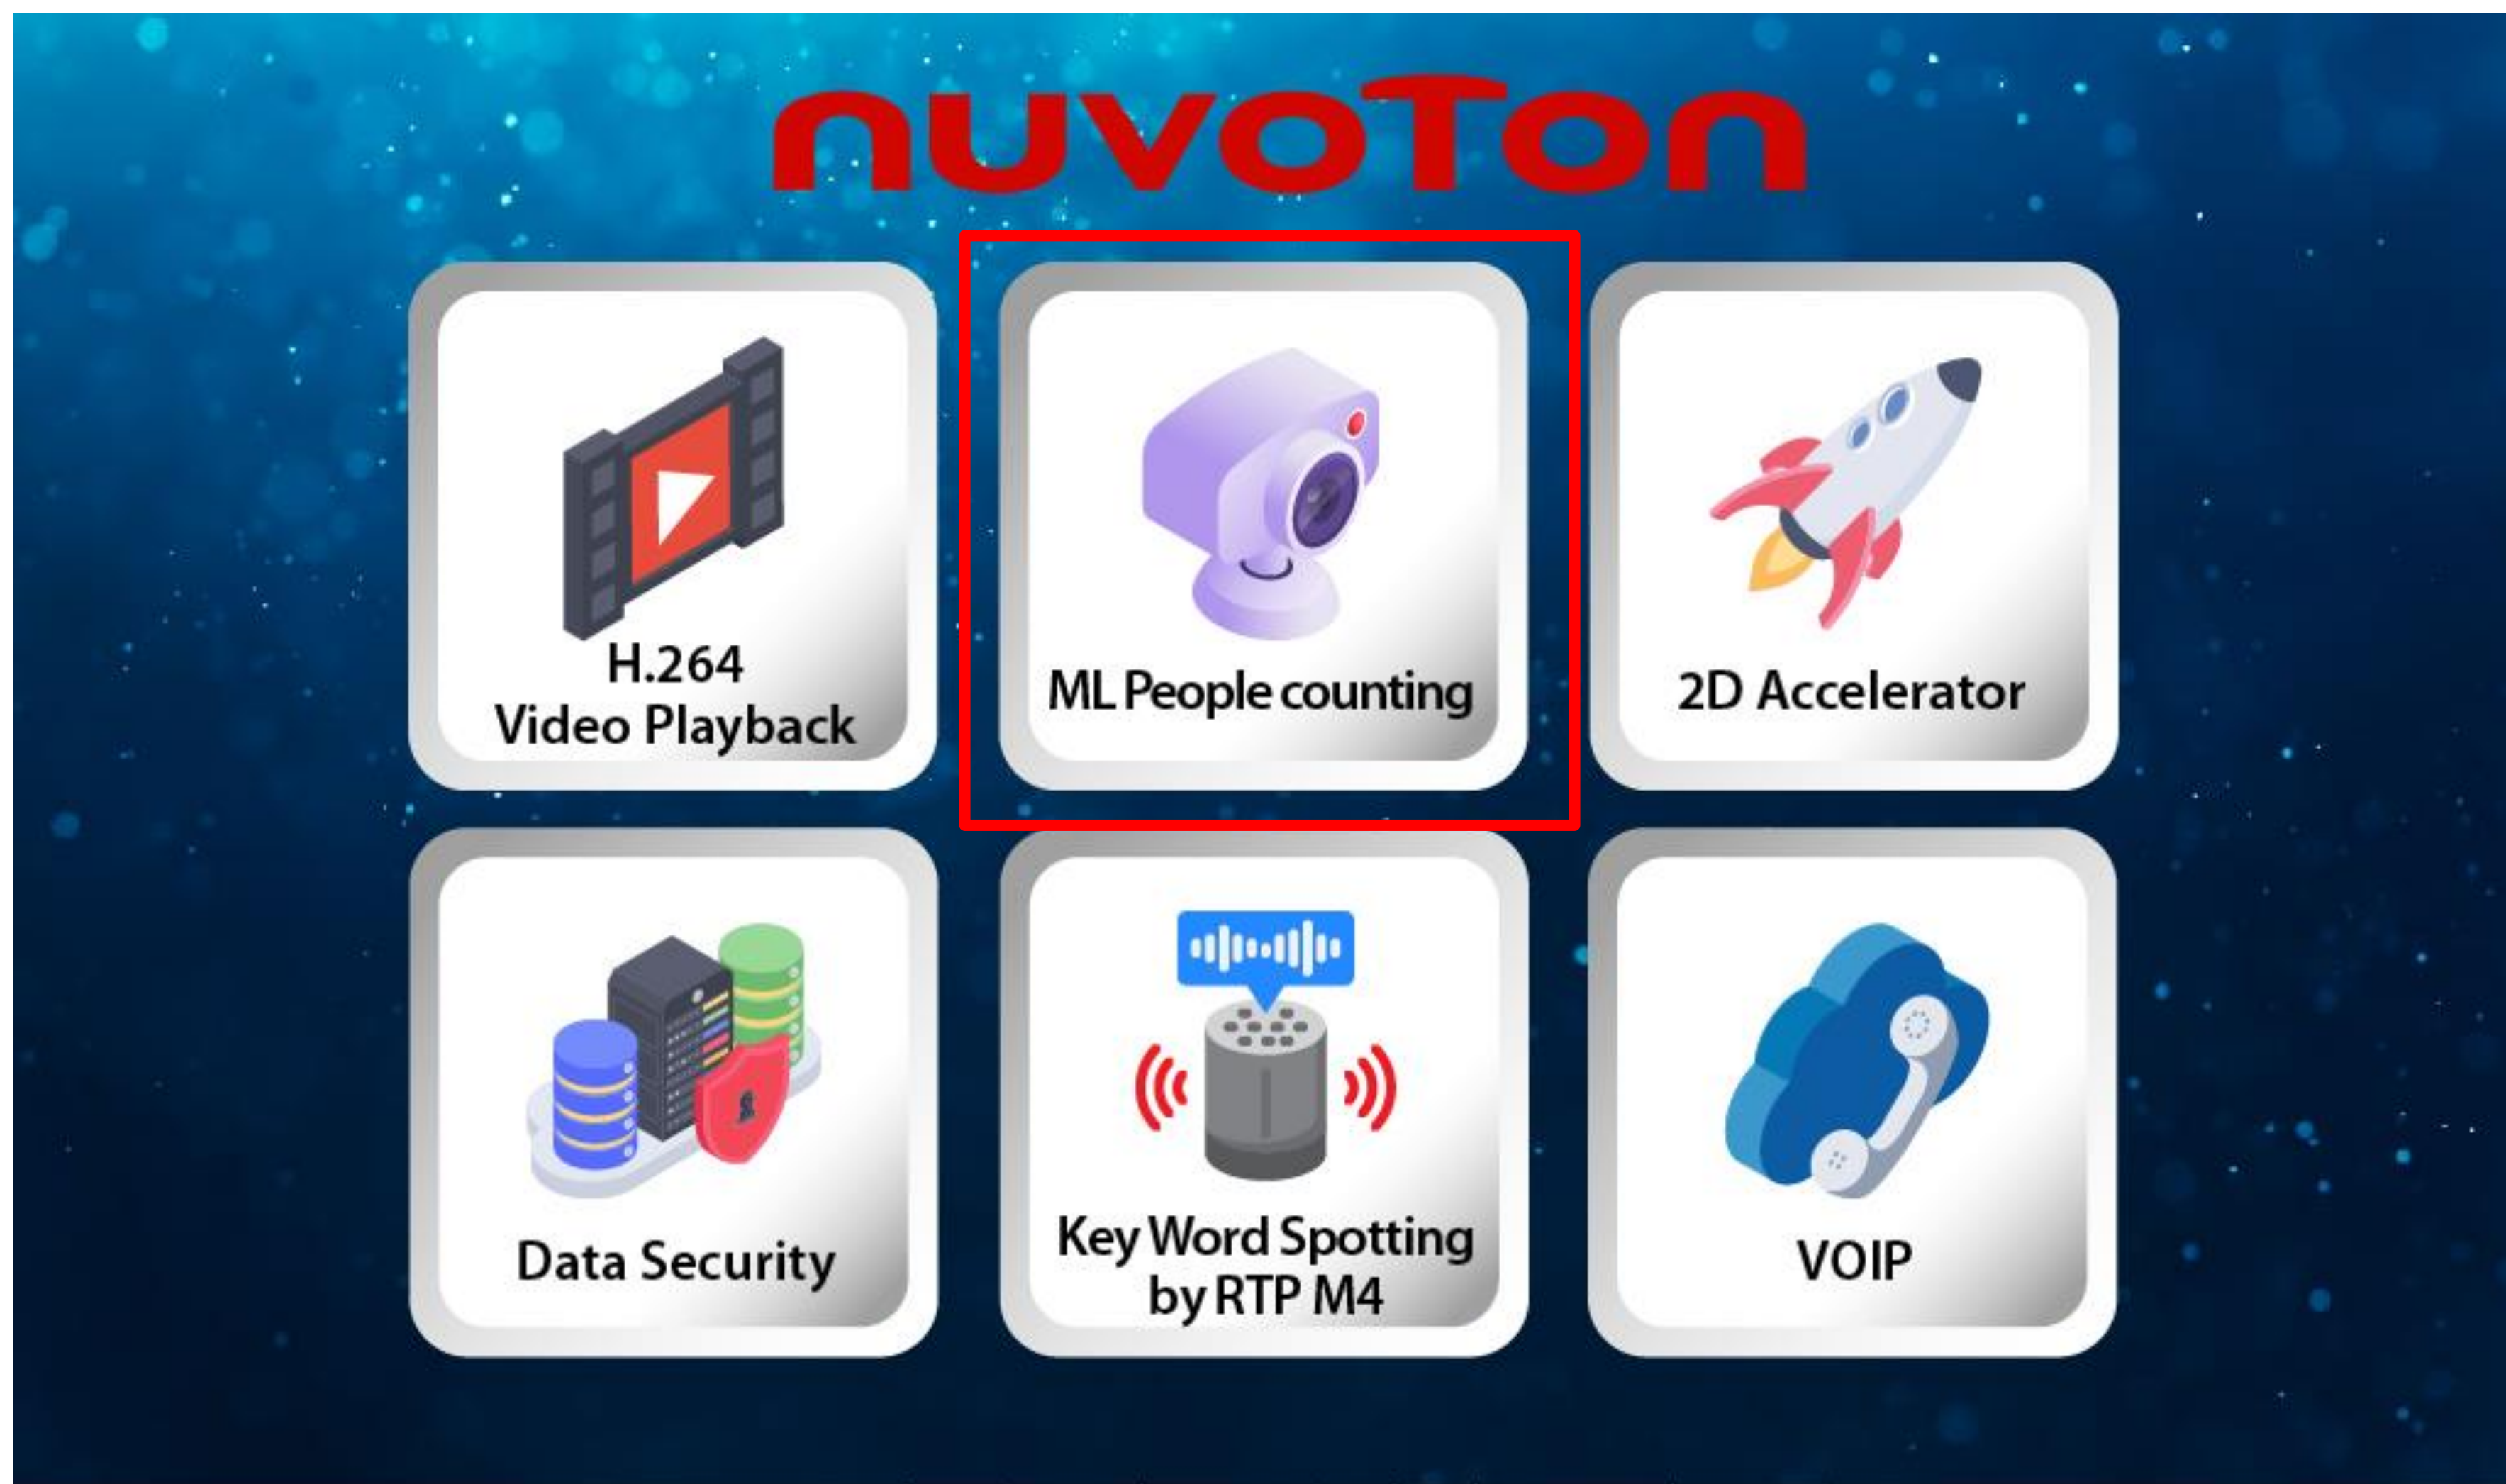 nuvoTon
H.264
Video Playback
ML People counting
2D Accelerator
Data Security
Key Word Spotting
by RTP M4
VOIP